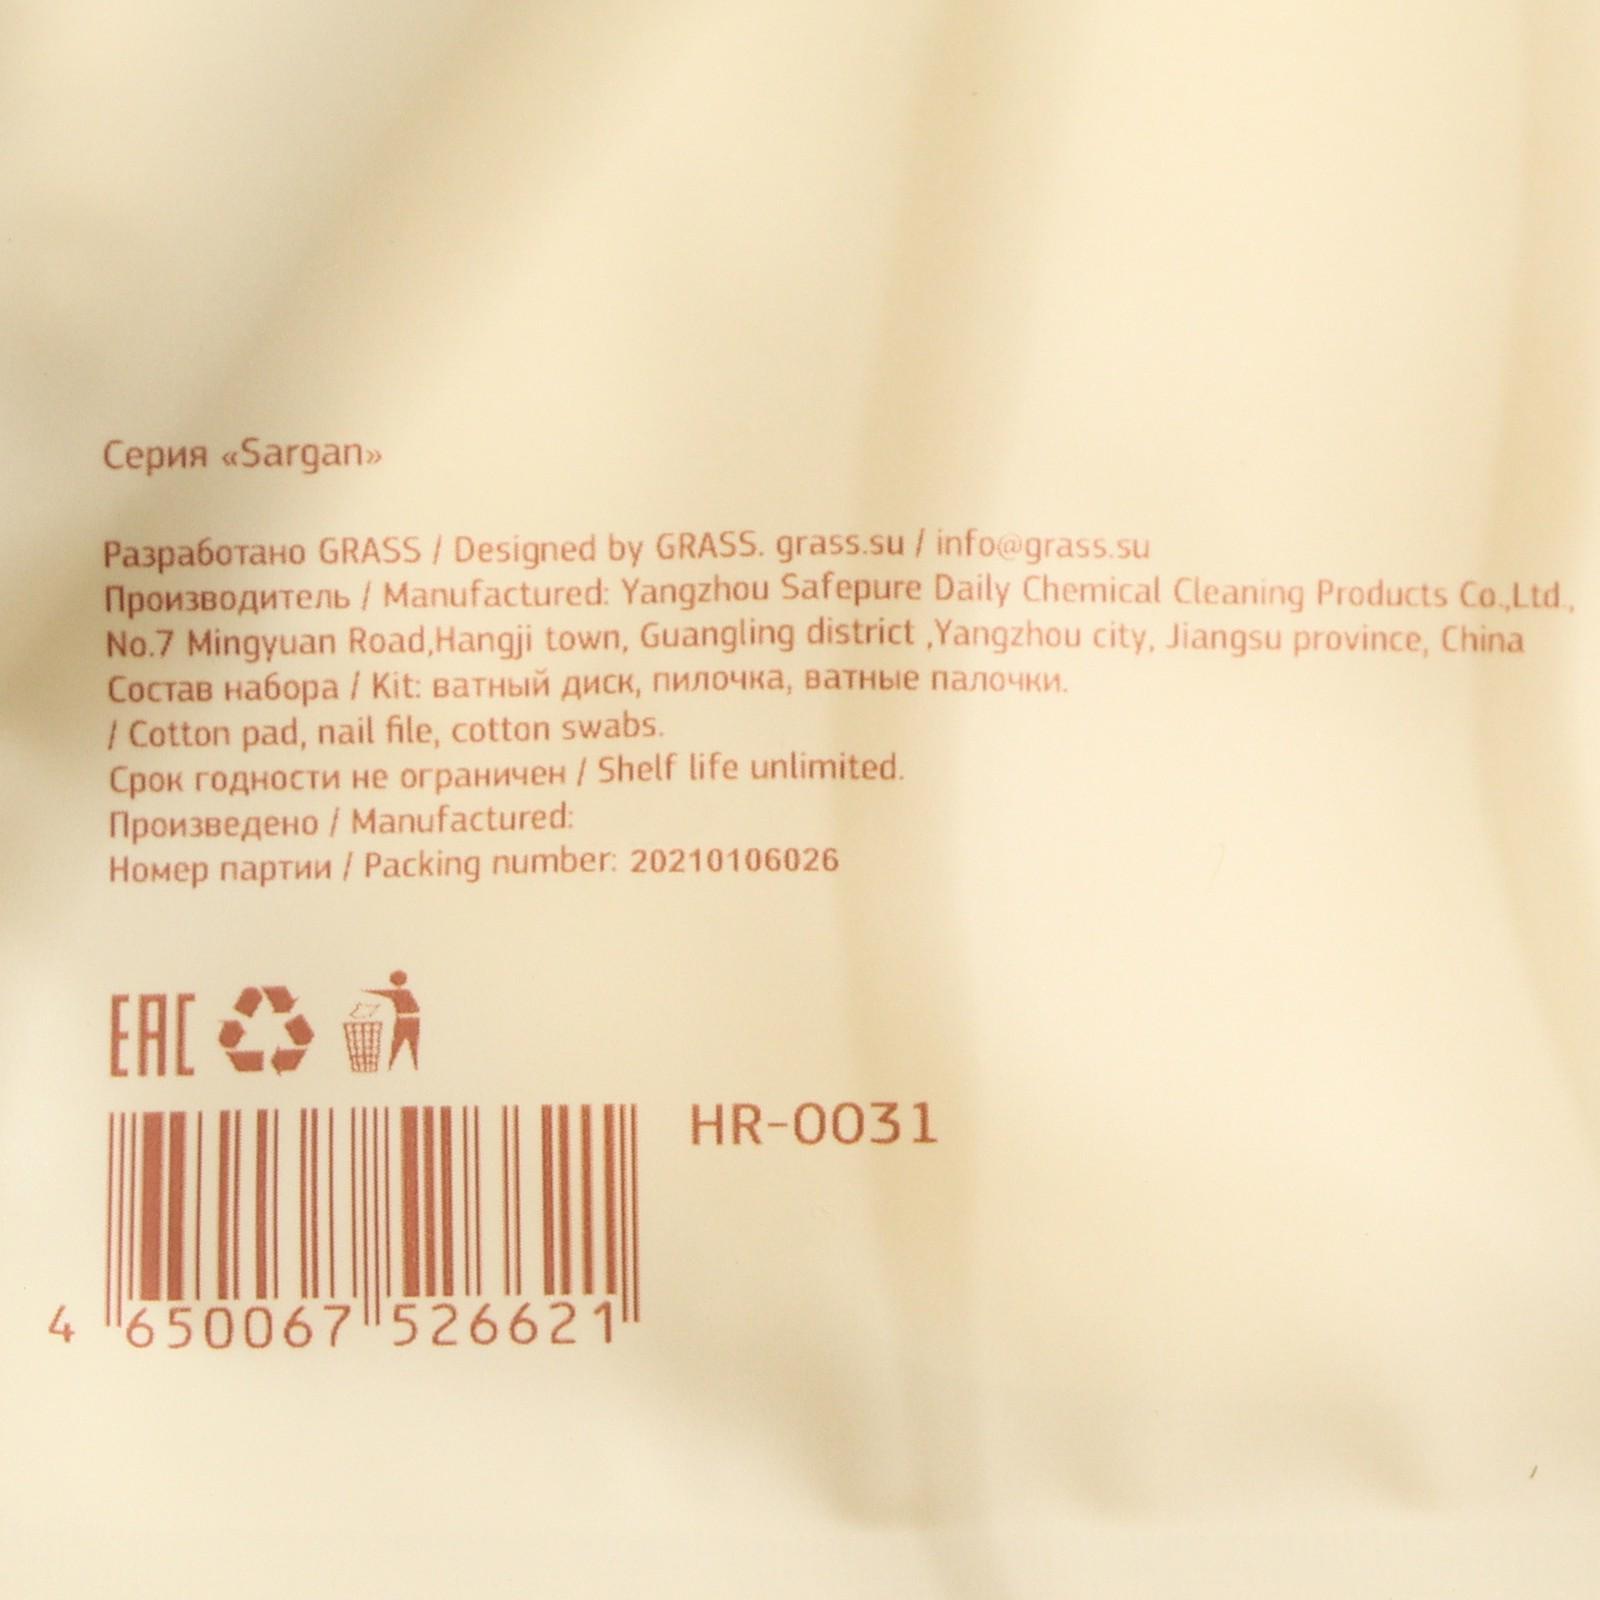 Серия «Sargan»
Разработано GRASS / Designed by GRASS. grass.su / info@grass.su
Производитель / Manufactured: Yangzhou Safepure Daily Chemical Cleaning Products Co.,Ltd.,
No.7 Mingyuan Road,Hangji town, Guangling district ,Yangzhou city, Jiangsu province, China
Состав набора / Kit: ватный диск, пилочка, ватные палочки.
/ Cotton pad, nail file, cotton swabs.
Срок годности не ограничен / Shelf life unlimited.
Произведено / Manufactured:
Номер партии / Packing number: 20210106026
EAC
HR-0031
4 650067 526621